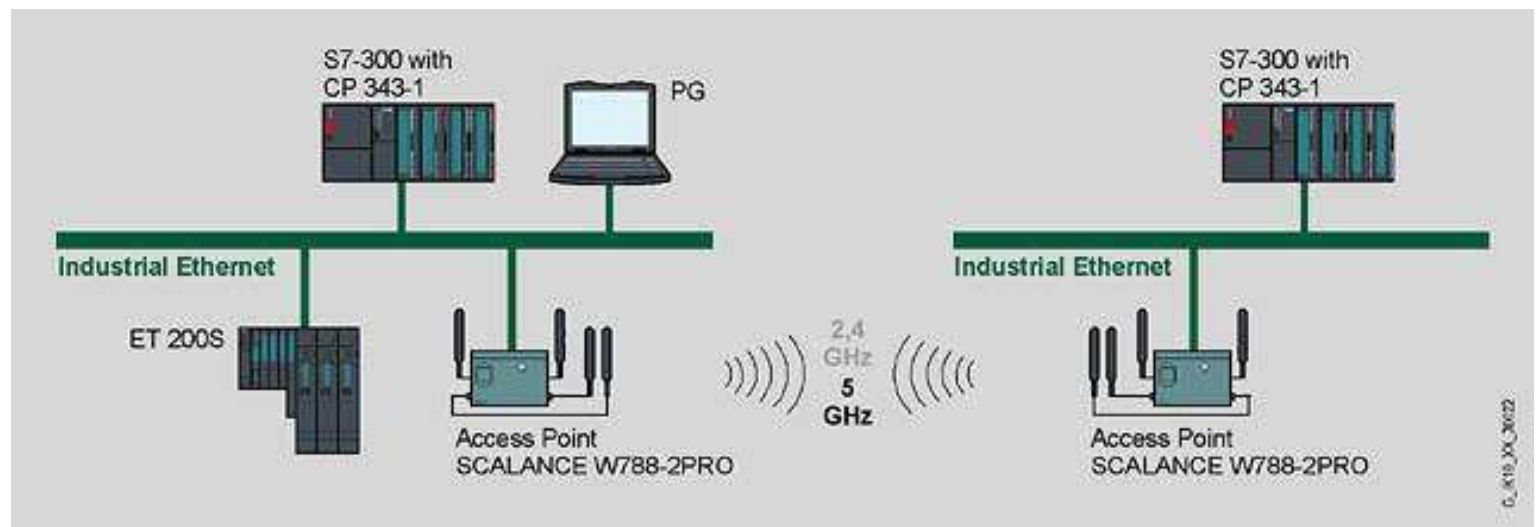 S7-300 with
CP 343-1
PG
S7-300 with
CP 343-1
Industrial Ethernet
Industrial Ethernet
ET 200S
2,4
GHz
5
GHz
Access Point
SCALANCE W788-2PRO
Access Point
SCALANCE W788-2PRO